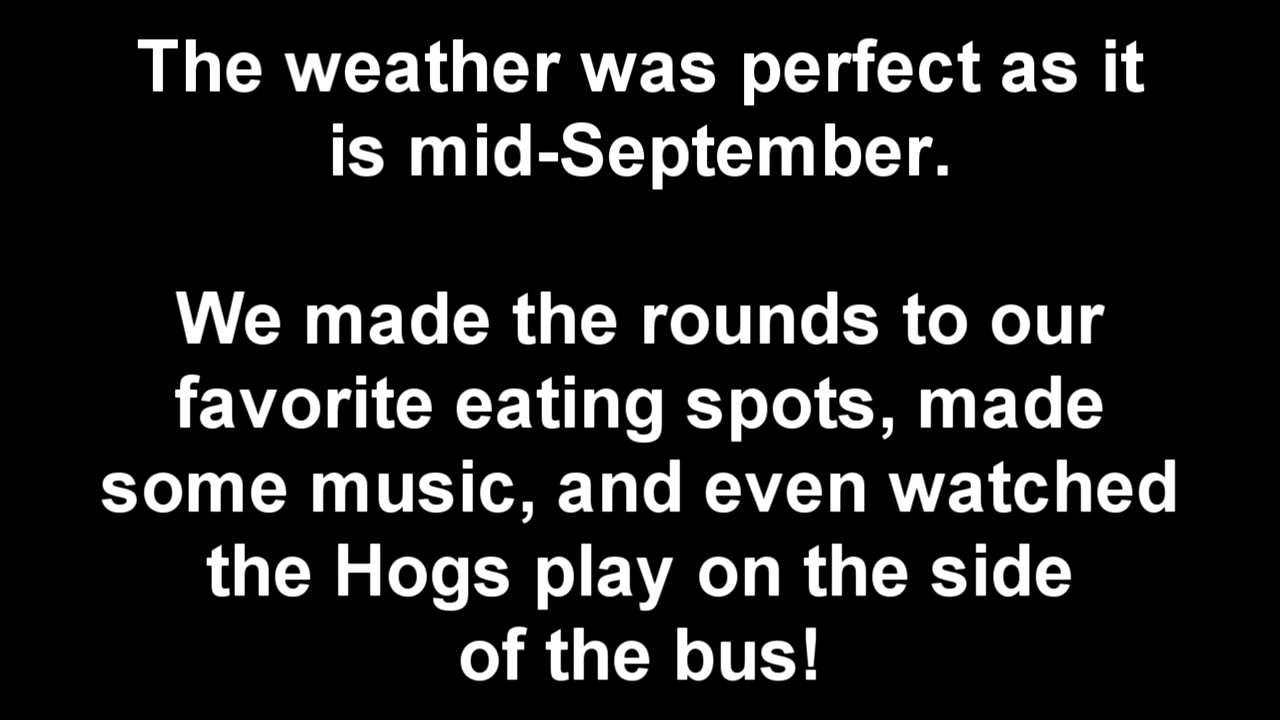 The weather was perfect as it
is mid-September.
We made the rounds to our
favorite eating spots, made
some music, and even watched
the Hogs play on the side
of the bus!